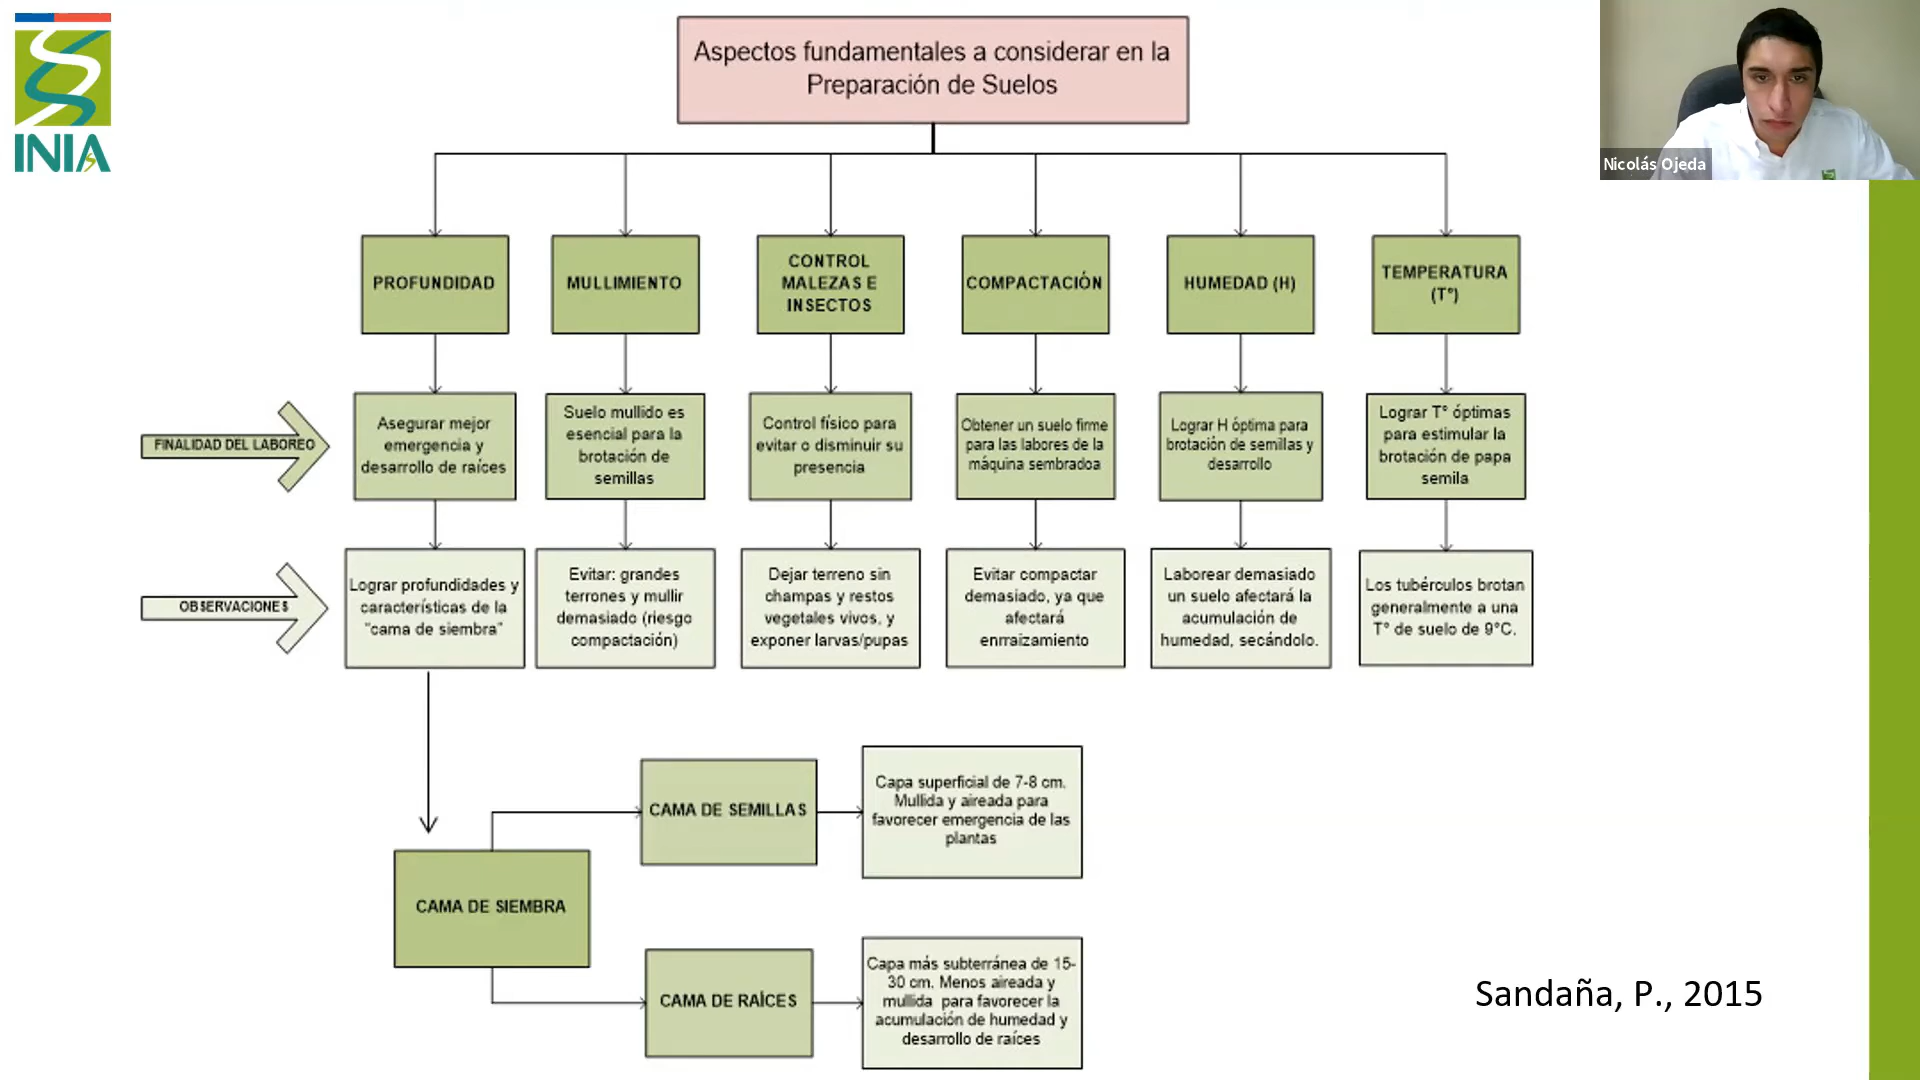 INIA
Aspectos fundamentales a considerar en la
Preparación de Suelos
Nicolás Ojeda
PROFUNDIDAD
MULLIMIENTO
CONTROL
MALEZAS E
INSECTOS
COMPACTACIÓN
HUMEDAD (H)
TEMPERATURA
(T°)
FINALIDAD DEL LABOREO
Asegurar mejor
emergencia y
desarrollo de raíces
Suelo mullido es
esencial para la
brotación de
semillas
Control físico para
evitar o disminuir su
presencia
Obtener un suelo firme
para las labores de la
máquina sembradoa
Lograr H óptima para
brotación de semillas y
desarrollo
Lograr T° óptimas
para estimular la
brotación de papa
semila
OBSERVACIONES
Lograr profundidades y
características de la
"cama de siembra"
Evitar: grandes
terrones y mullir
demasiado (riesgo
compactación)
Dejar terreno sin
champas y restos
vegetales vivos, y
exponer larvas/pupas
Evitar compactar
demasiado, ya que
afectará
enrraizamiento
Laborear demasiado
un suelo afectará la
acumulación de
humedad, secándolo.
Los tubérculos brotan
generalmente a una
T° de suelo de 9°C.
CAMA DE SIEMBRA
CAMA DE SEMILLAS
Capa superficial de 7-8 cm.
Mullida y aireada para
favorecer emergencia de las
plantas
CAMA DE RAÍCES
Capa más subterránea de 15-
30 cm. Menos aireada y
mullida para favorecer la
acumulación de humedad y
desarrollo de raíces
Sandaña, P., 2015